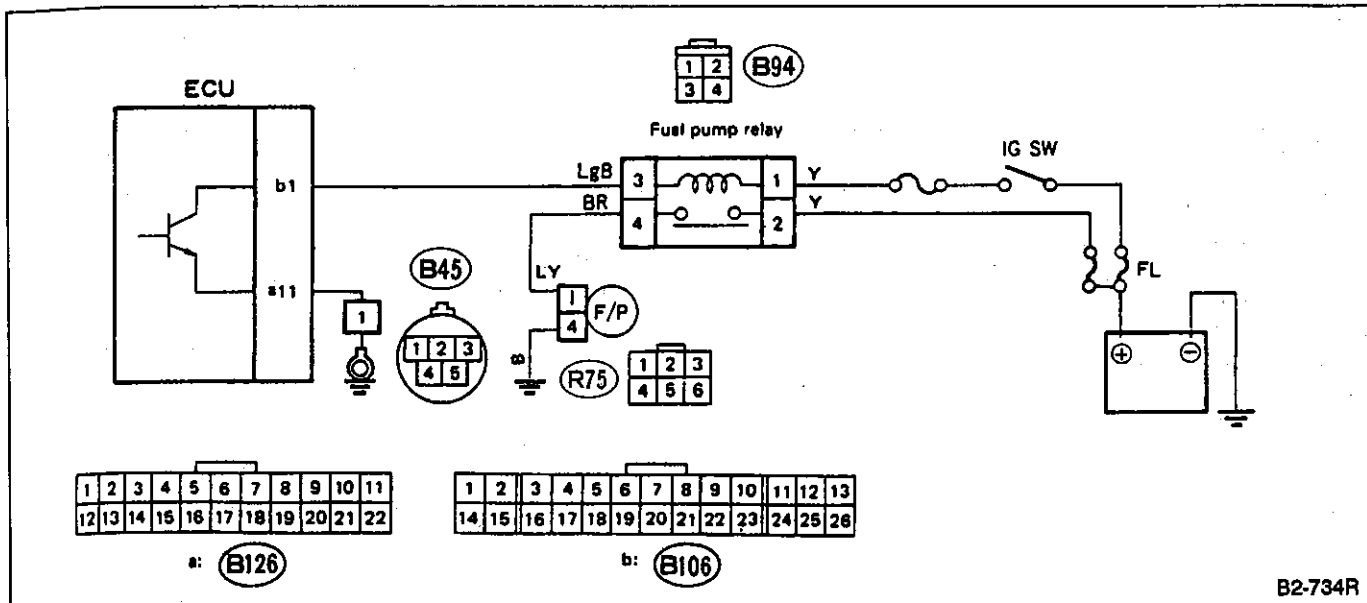 1 2 B94
3 4
ECU
Fual pump relay
IG SW
b1 LgB 3 1 Y
BR 4 2 Y
B45 LY FL
a11 1 F/P
1 4
1 2 3 B
4 5
R75 1 2 3
4 5 6
+ −
1 2 3 4 5 6 7 8 9 10 11
12 13 14 15 16 17 18 19 20 21 22
a: B126
1 2 3 4 5 6 7 8 9 10 11 12 13
14 15 16 17 18 19 20 21 22 23 24 25 26
b: B106
B2-734R